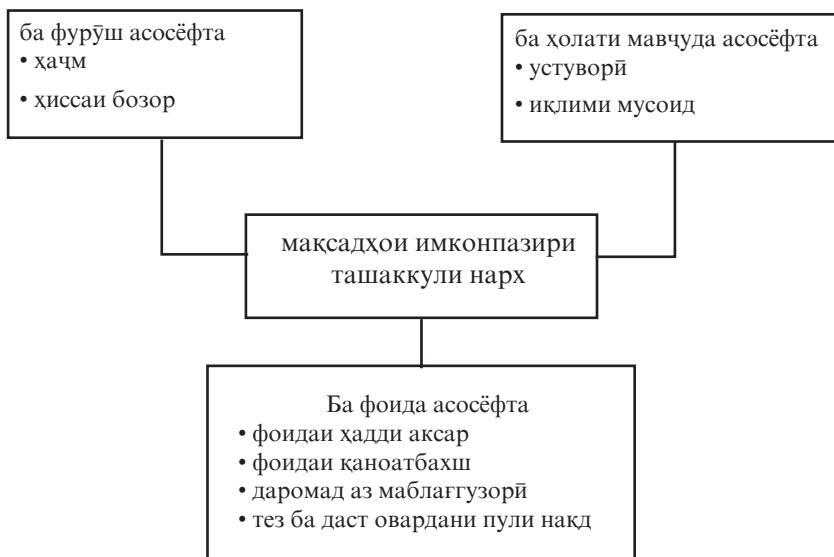 ба фурӯш асосёфта
• ҳаҷм
• ҳиссаи бозор
ба ҳолати мавҷуда асосёфта
• устуворӣ
• иқлими мусоид
мақсадҳои имконпазири
ташаккули нарх
Ба фоида асосёфта
• фоидаи ҳадди аксар
• фоидаи қаноатбахш
• даромад аз маблағгузорӣ
• тез ба даст овардани пули нақд